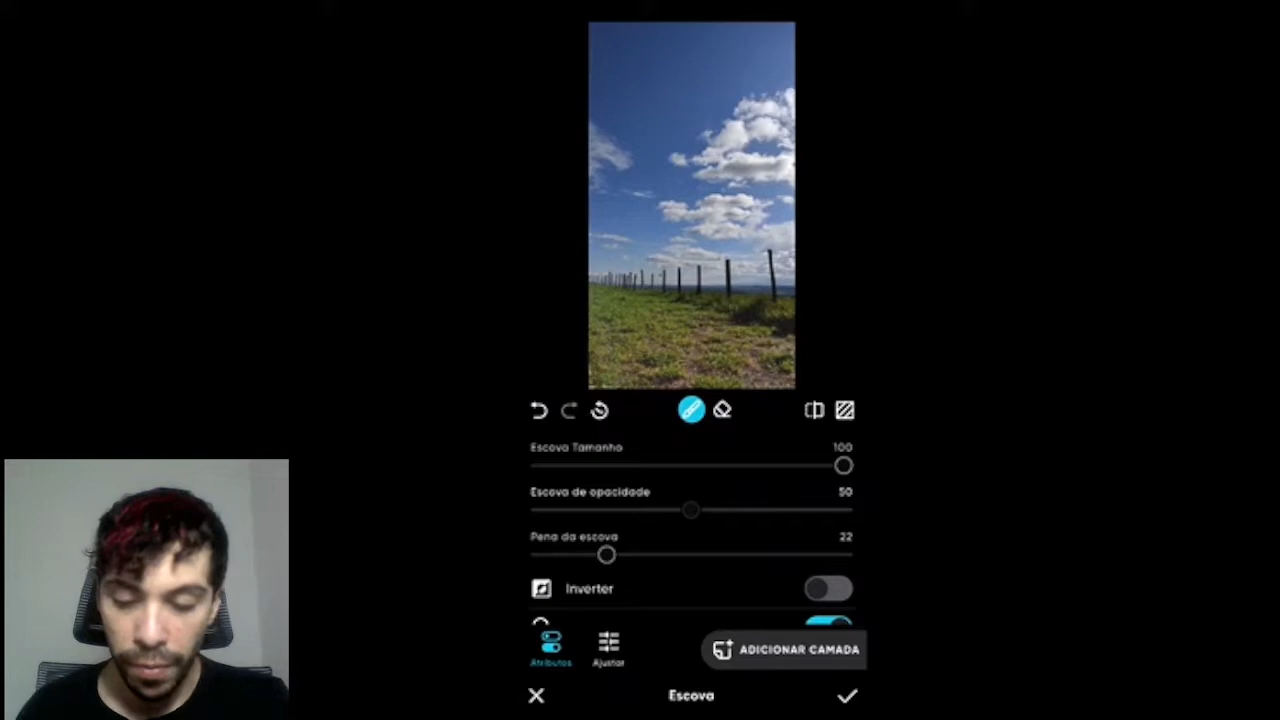 Escova Tamanho 100
Escova de opacidade 50
Pena da escova 22
Inverter
Atributos Ajustar ADICIONAR CAMADA
Escova